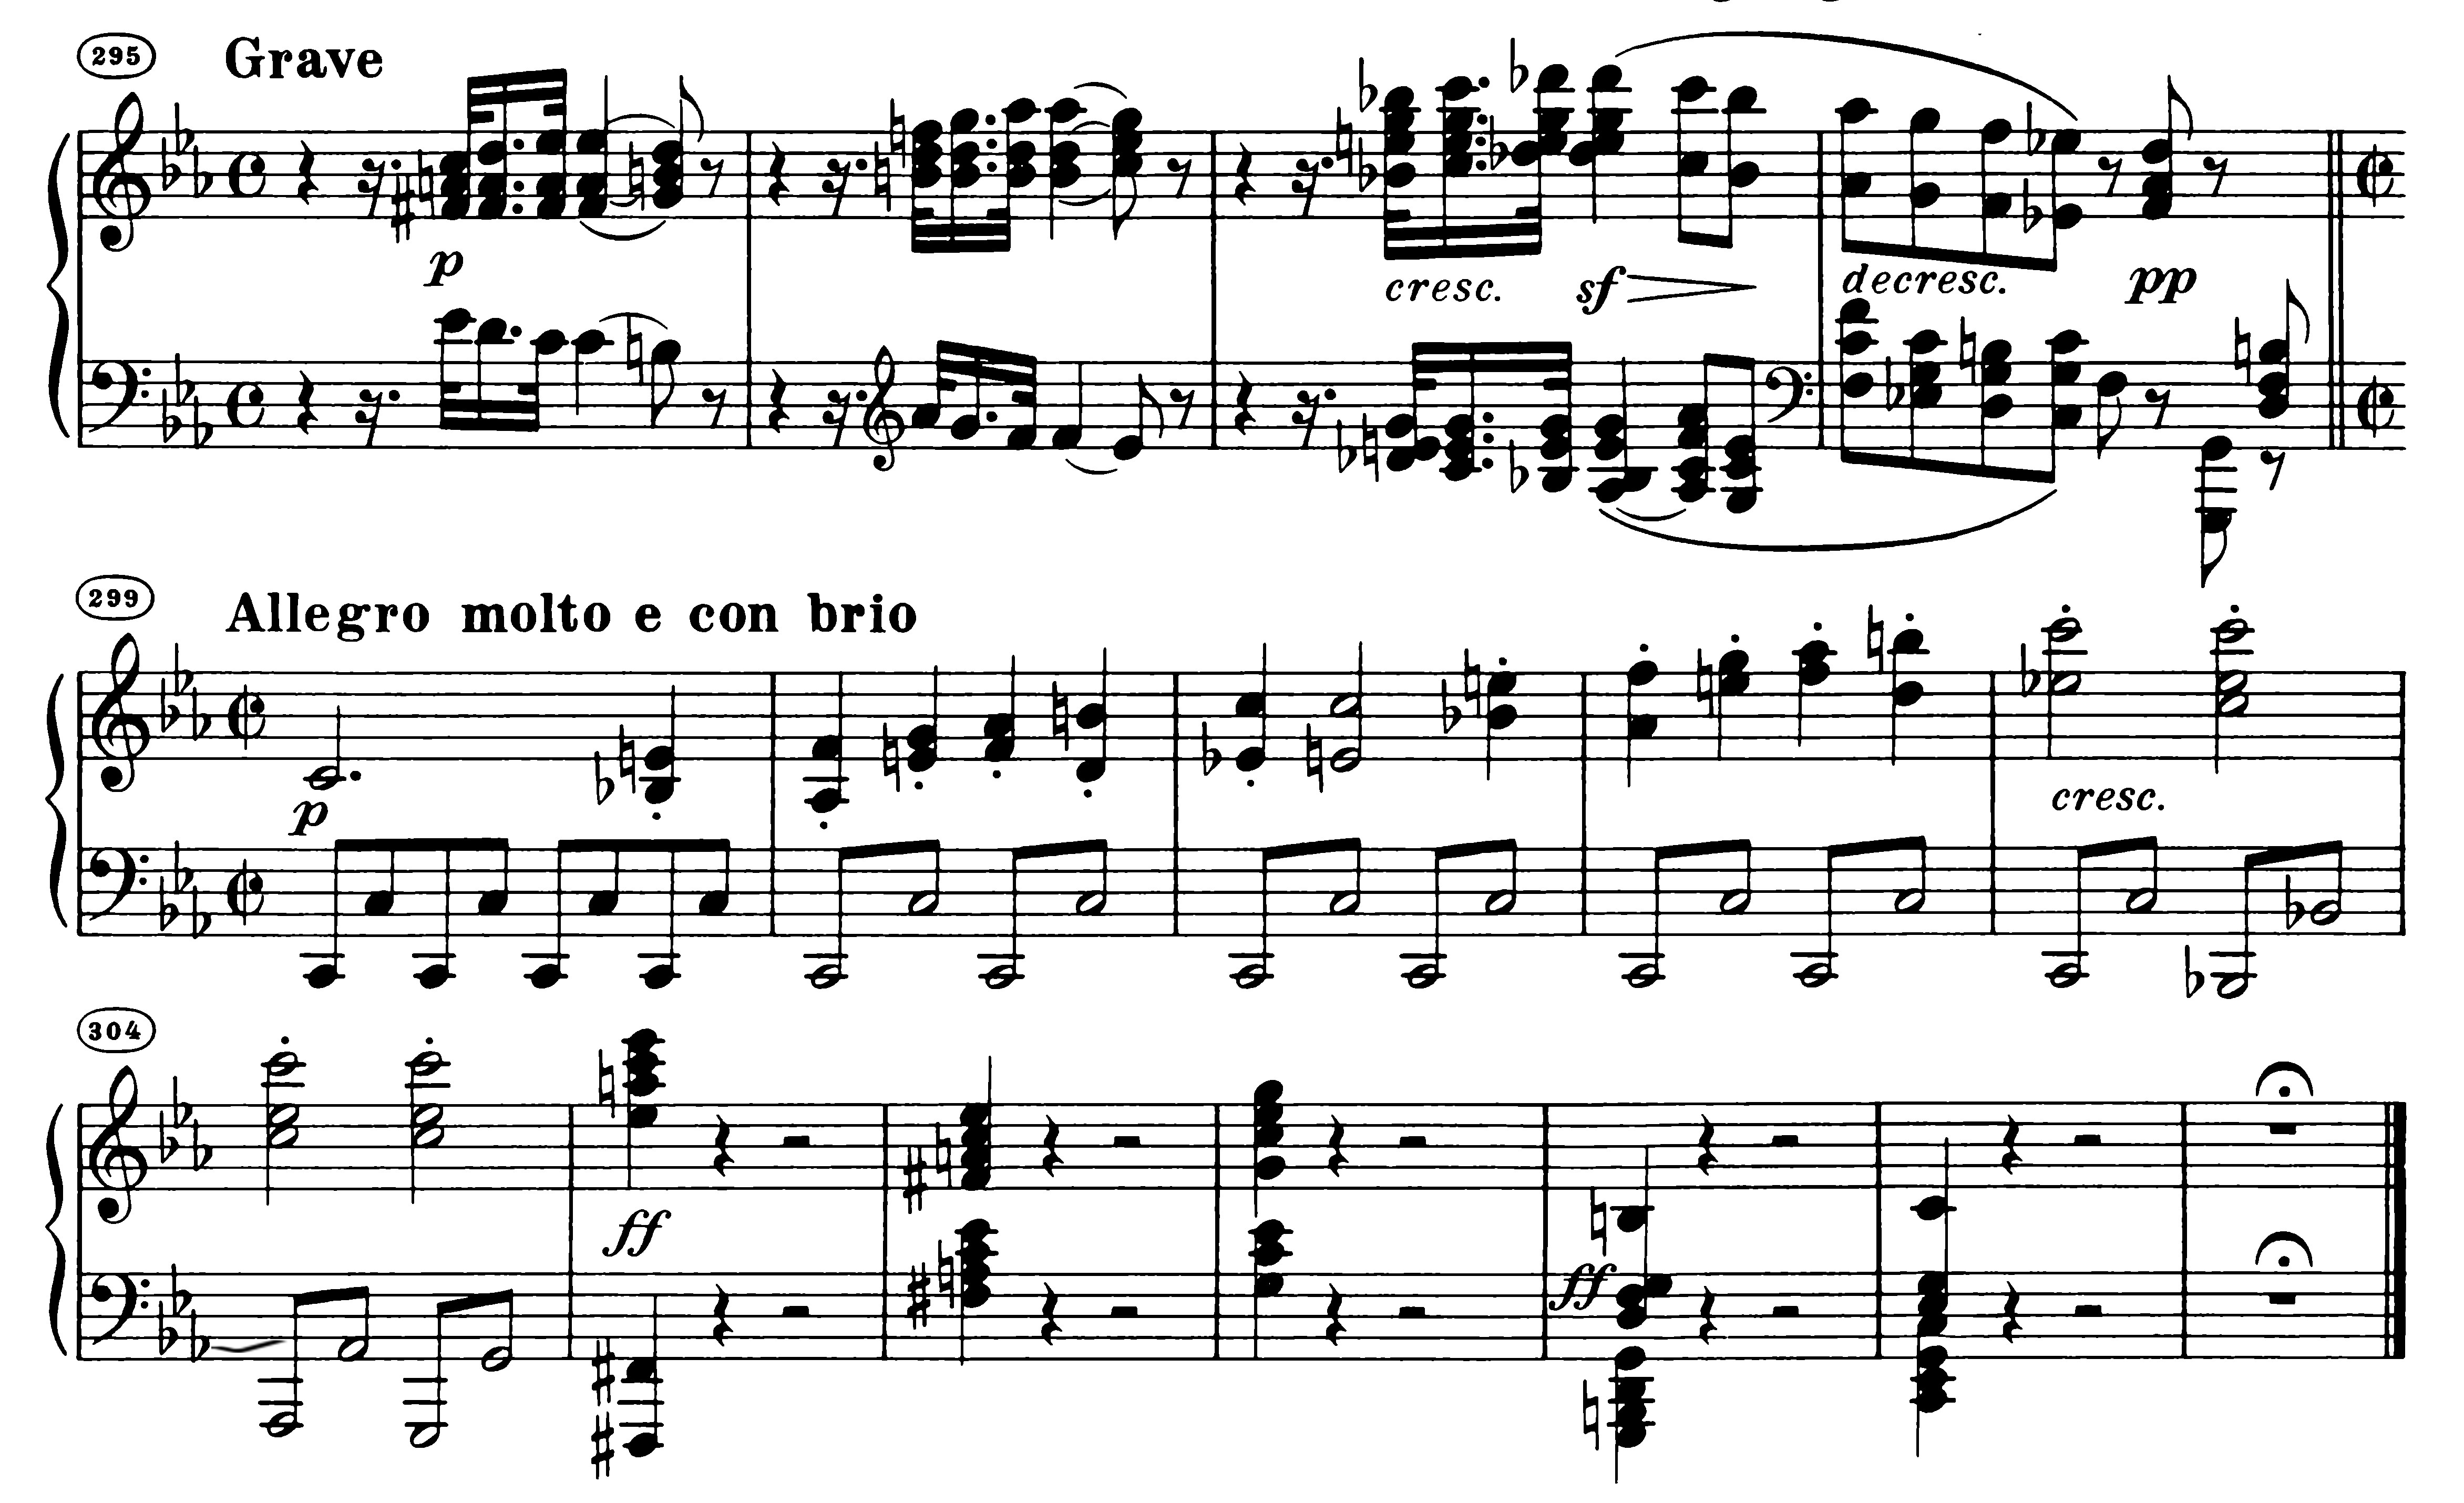 295 Grave
p
cresc. sf decresc. pp
299 Allegro molto e con brio
p
cresc.
304
ff
ff